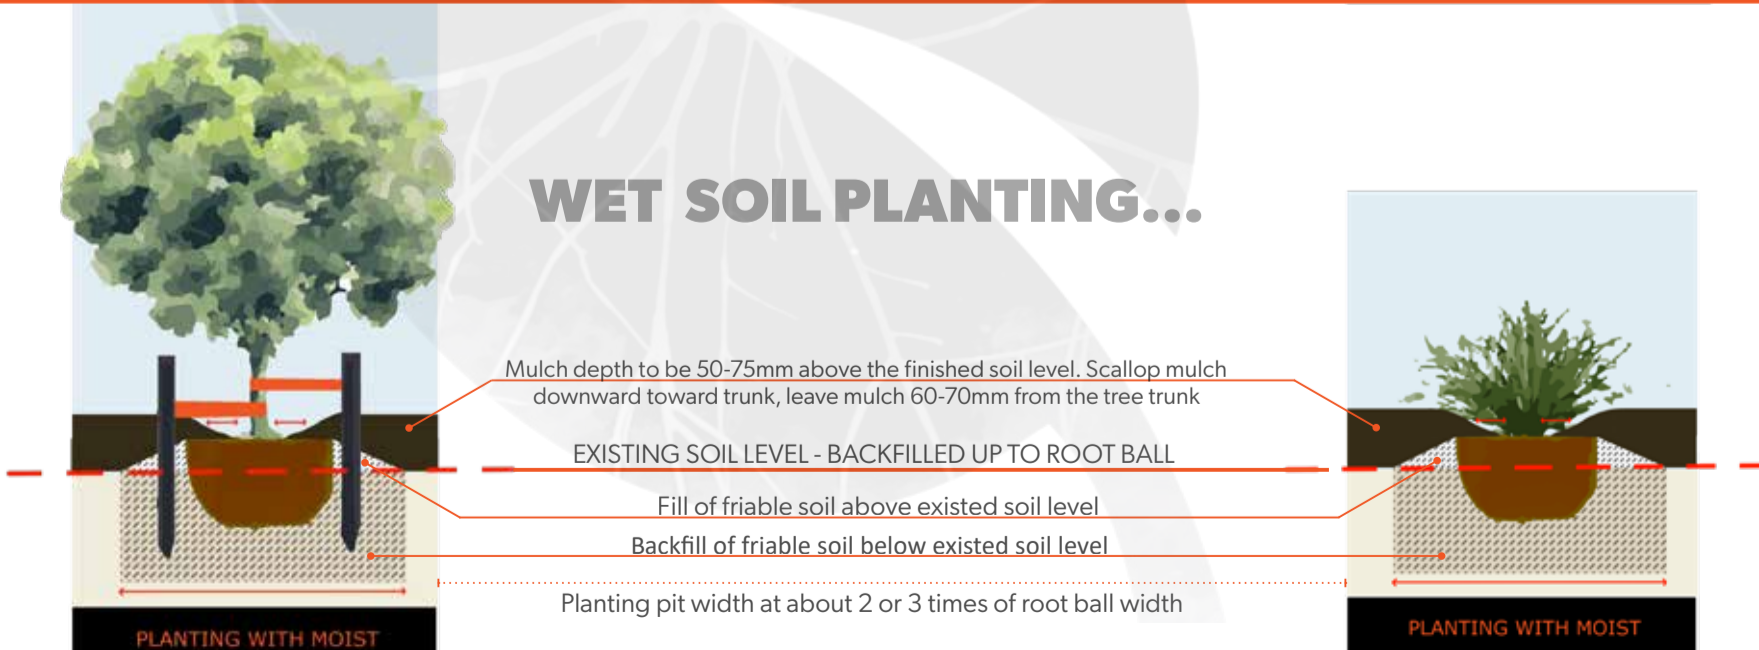 WET SOIL PLANTING...
Mulch depth to be 50-75mm above the finished soil level. Scallop mulch
downward toward trunk, leave mulch 60-70mm from the tree trunk
EXISTING SOIL LEVEL - BACKFILLED UP TO ROOT BALL
Fill of friable soil above existed soil level
Backfill of friable soil below existed soil level
Planting pit width at about 2 or 3 times of root ball width
PLANTING WITH MOIST
PLANTING WITH MOIST